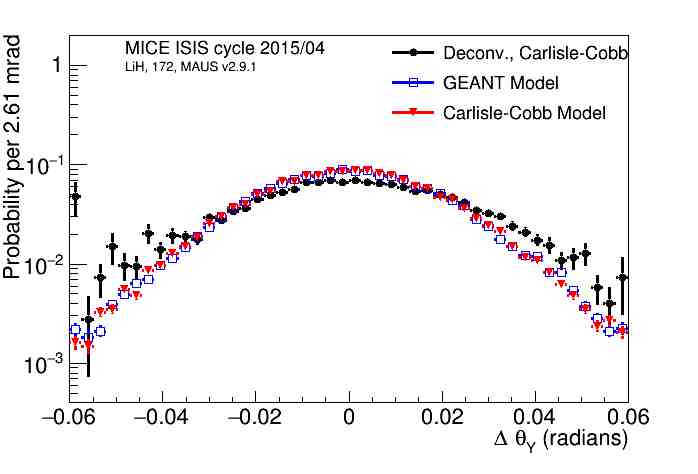 MICE ISIS cycle 2015/04
LiH, 172, MAUS v2.9.1
Deconv., Carlisle-Cobb
GEANT Model
Carlisle-Cobb Model
Probability per 2.61 mrad
1
10⁻¹
10⁻²
10⁻³
−0.06 −0.04 −0.02 0 0.02 0.04 0.06
Δ θ_Y (radians)